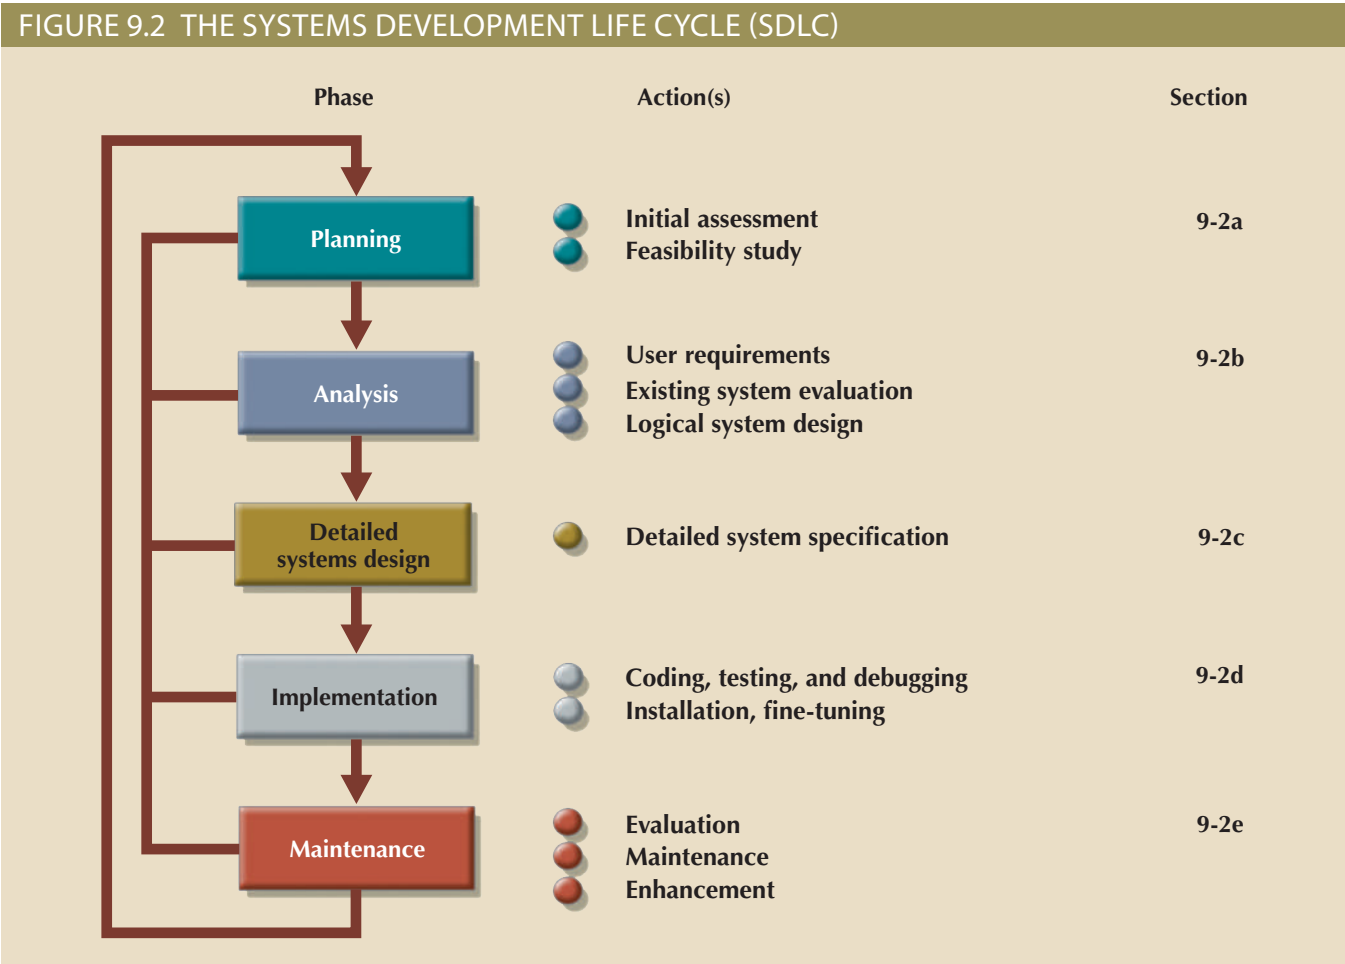 FIGURE 9.2 THE SYSTEMS DEVELOPMENT LIFE CYCLE (SDLC)
Phase Action(s) Section
Planning
Initial assessment
Feasibility study
9-2a
Analysis
User requirements
Existing system evaluation
Logical system design
9-2b
Detailed
systems design
Detailed system specification
9-2c
Implementation
Coding, testing, and debugging
Installation, fine-tuning
9-2d
Maintenance
Evaluation
Maintenance
Enhancement
9-2e